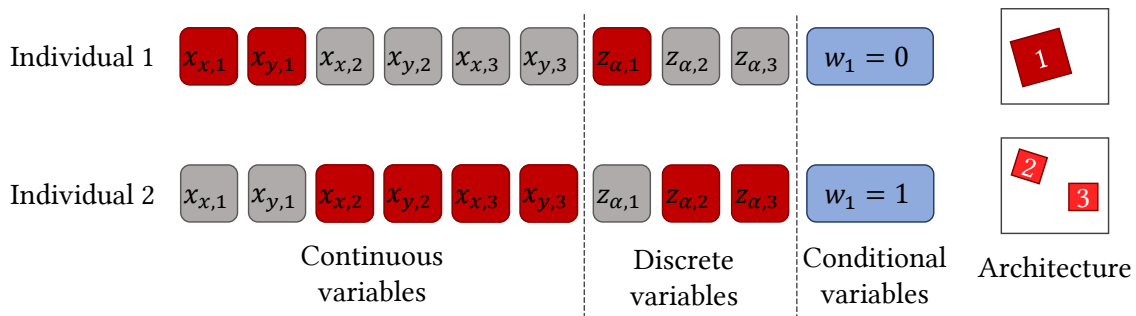 Individual 1 x_{x,1} x_{y,1} x_{x,2} x_{y,2} x_{x,3} x_{y,3} z_{α,1} z_{α,2} z_{α,3} w_1 = 0 1
Individual 2 x_{x,1} x_{y,1} x_{x,2} x_{y,2} x_{x,3} x_{y,3} z_{α,1} z_{α,2} z_{α,3} w_1 = 1 2 3
Continuous
variables
Discrete
variables
Conditional
variables
Architecture